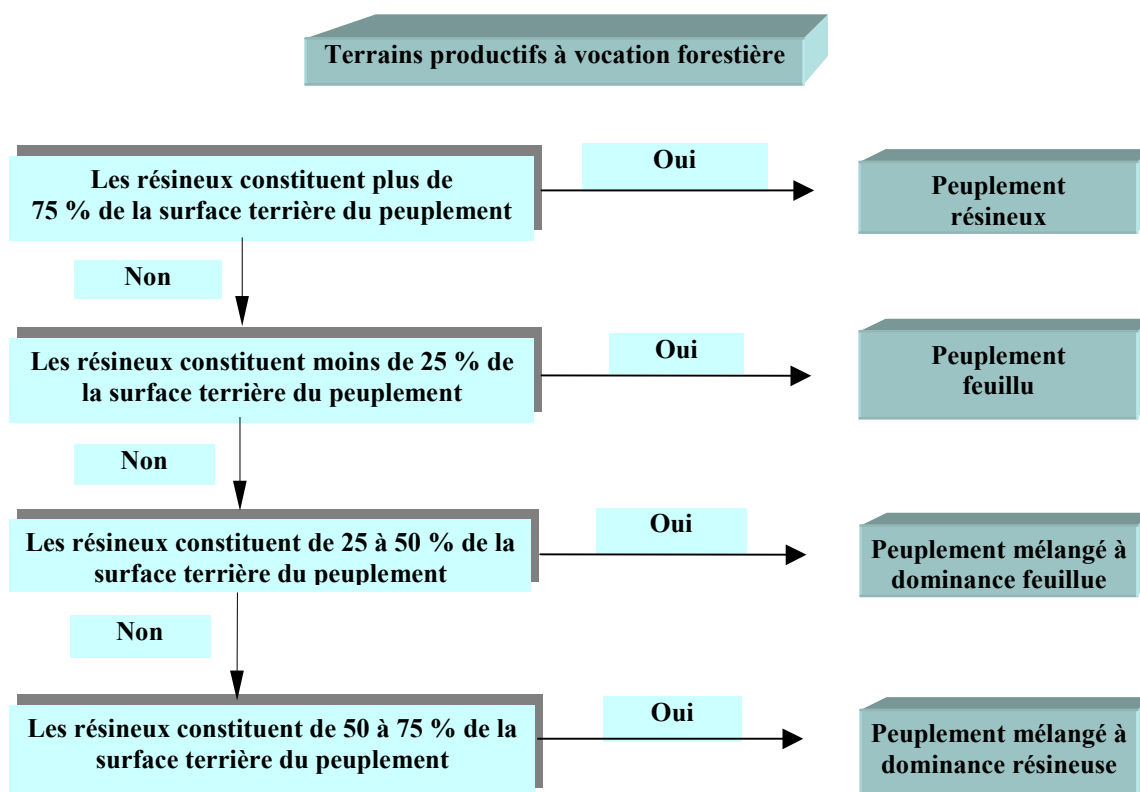 Terrains productifs à vocation forestière
Les résineux constituent plus de
75 % de la surface terrière du peuplement
Oui
Peuplement
résineux
Non
Les résineux constituent moins de 25 % de
la surface terrière du peuplement
Oui
Peuplement
feuillu
Non
Les résineux constituent de 25 à 50 % de la
surface terrière du peuplement
Oui
Peuplement mélangé à
dominance feuillue
Non
Les résineux constituent de 50 à 75 % de la
surface terrière du peuplement
Oui
Peuplement mélangé à
dominance résineuse